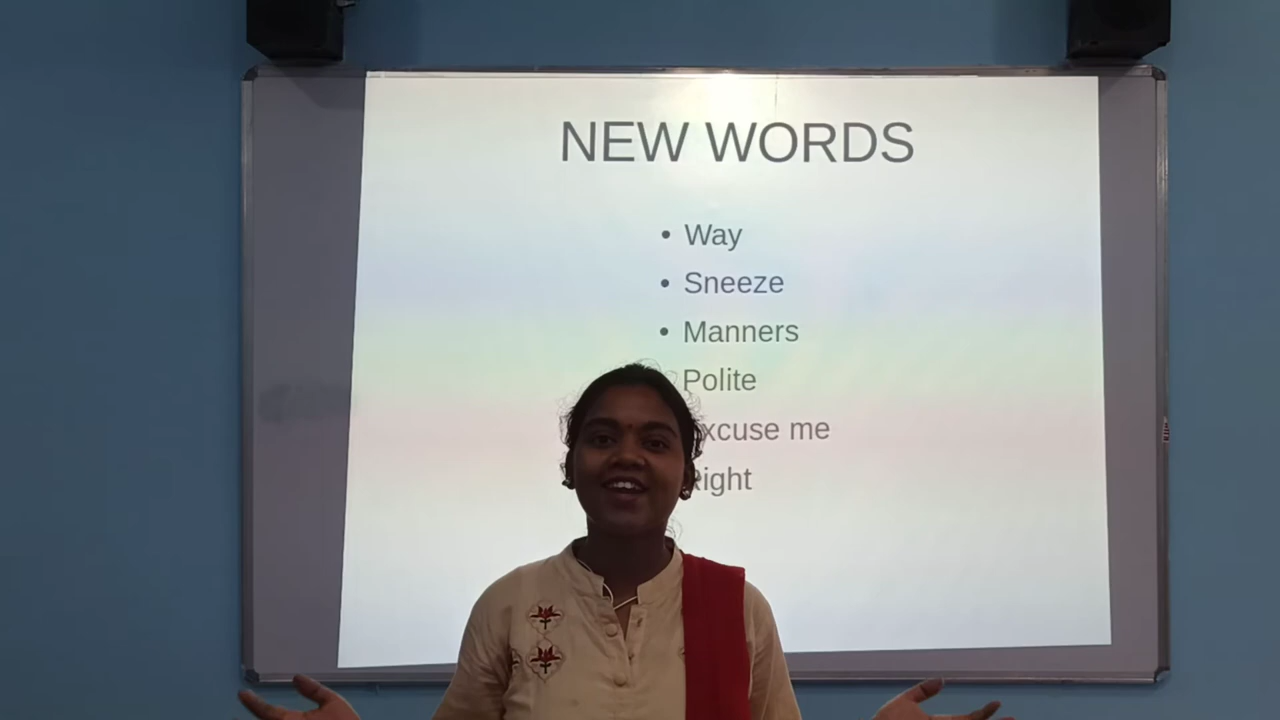 NEW WORDS
• Way
• Sneeze
• Manners
Polite
xcuse me
Right